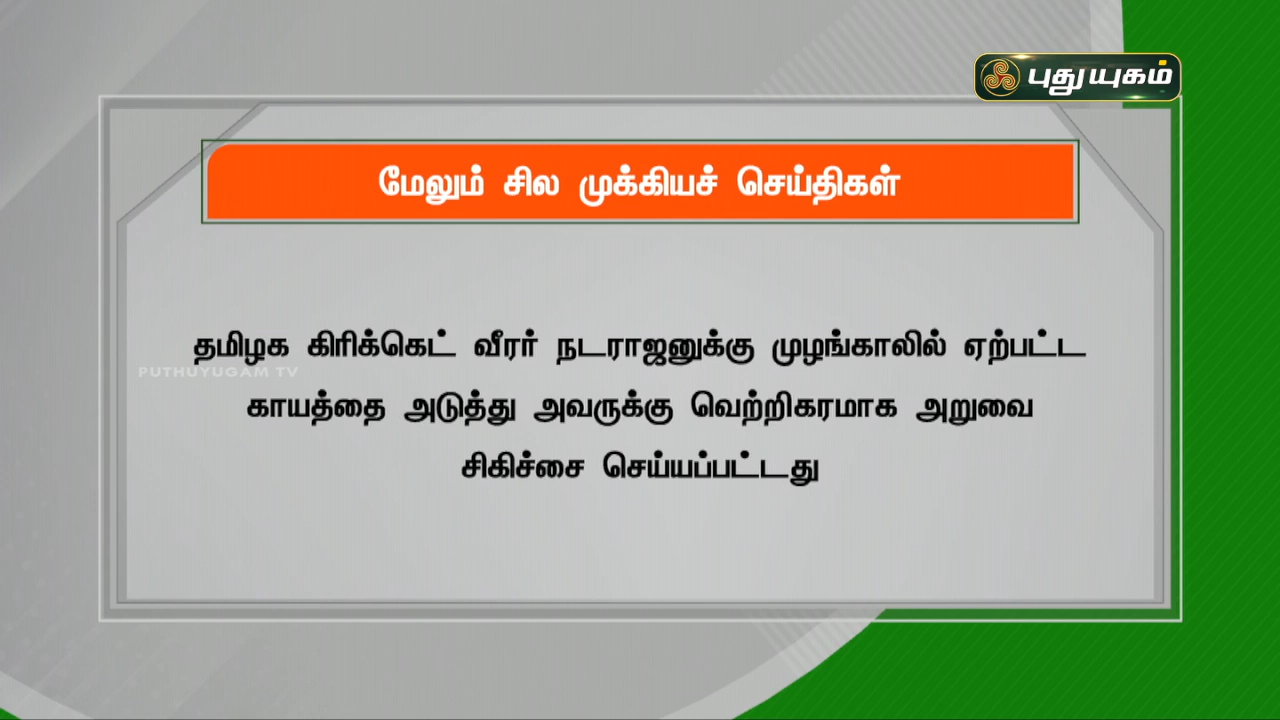 புதுயுகம்
மேலும் சில முக்கியச் செய்திகள்
தமிழக கிரிக்கெட் வீரர் நடராஜனுக்கு முழங்காலில் ஏற்பட்ட
PUTHUYUGAM TV
காயத்தை அடுத்து அவருக்கு வெற்றிகரமாக அறுவை
சிகிச்சை செய்யப்பட்டது